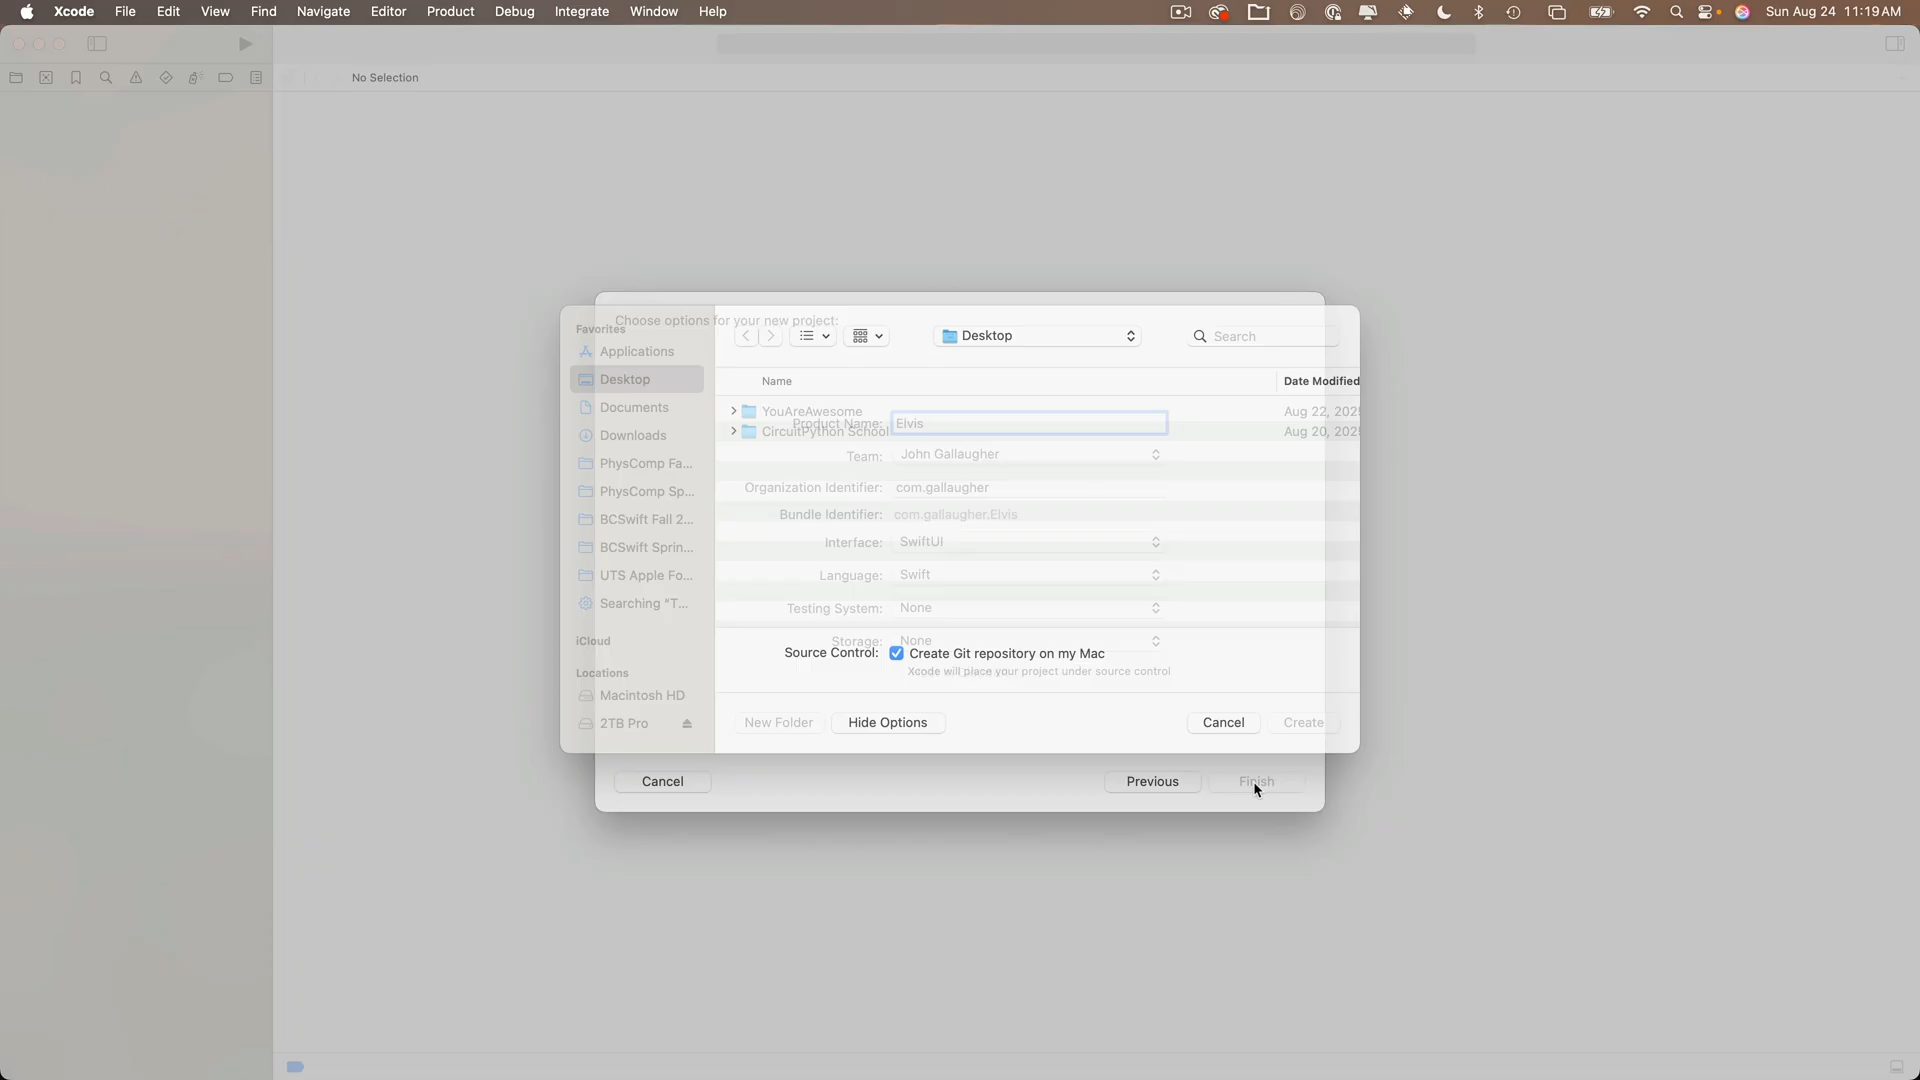 Xcode File Edit View Find Navigate Editor Product Debug Integrate Window Help Sun Aug 24 11:19 AM
No Selection
Choose options for your new project:
Favorites
Applications
Desktop
Documents
Downloads
PhysComp Fa...
PhysComp Sp...
BCSwift Fall 2...
BCSwift Sprin...
UTS Apple Fo...
Searching “T...
iCloud
Locations
Macintosh HD
2TB Pro
Desktop
Search
Name Date Modified
YouAreAwesome Aug 22, 2025
CircuitPython School Aug 20, 2025
Product Name: Elvis
Team: John Gallaugher
Organization Identifier: com.gallaugher
Bundle Identifier: com.gallaugher.Elvis
Interface: SwiftUI
Language: Swift
Testing System: None
Storage: None
Source Control: Create Git repository on my Mac
Xcode will place your project under source control
New Folder Hide Options Cancel Create
Cancel Previous Finish